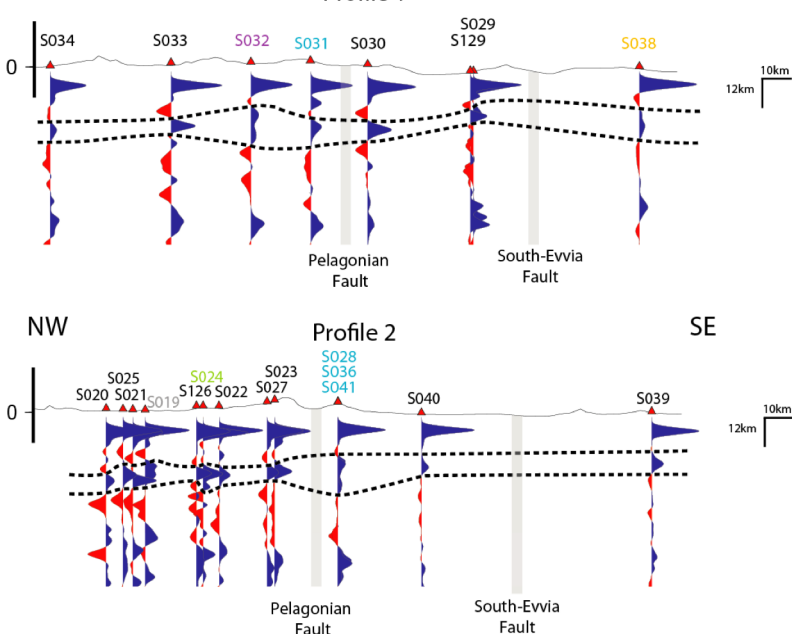 S029
S034 S033 S032 S031 S030 S129 S038
0
10km
12km
Pelagonian
Fault
South-Evvia
Fault
NW Profile 2 SE
S028
S036
S041
S023
S027
S024
S025
S020 S021 S019 S126 S022
S040 S039
0
10km
12km
Pelagonian
Fault
South-Evvia
Fault